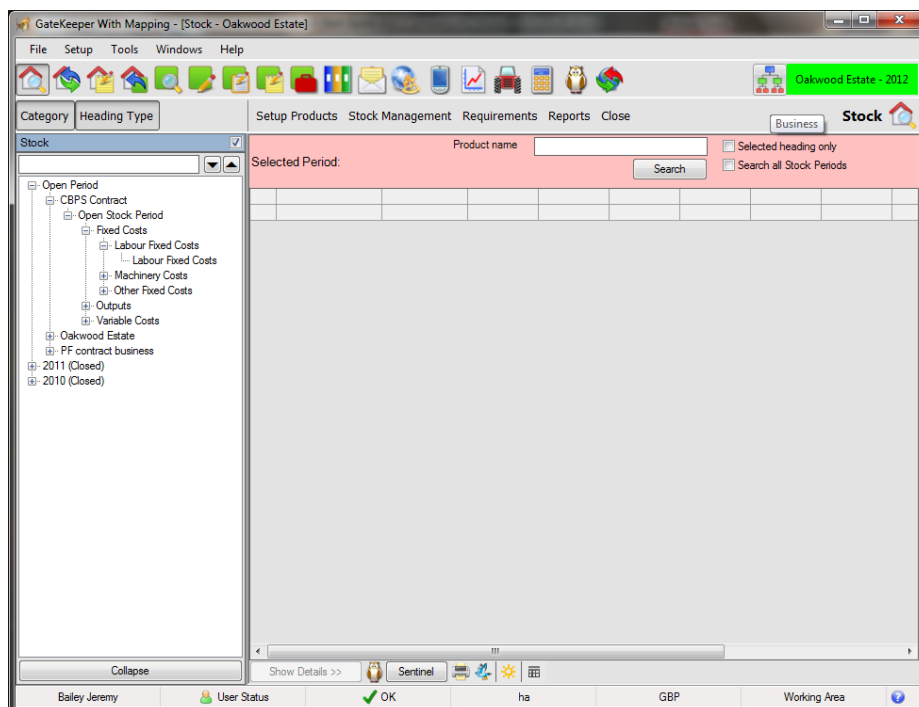 GateKeeper With Mapping - [Stock - Oakwood Estate]
File Setup Tools Windows Help
Oakwood Estate - 2012
Category Heading Type Setup Products Stock Management Requirements Reports Close Business Stock
Stock
Product name Selected heading only
Selected Period: Search Search all Stock Periods
Open Period
CBPS Contract
Open Stock Period
Fixed Costs
Labour Fixed Costs
Labour Fixed Costs
Machinery Costs
Other Fixed Costs
Outputs
Variable Costs
Oakwood Estate
PF contract business
2011 (Closed)
2010 (Closed)
Collapse Show Details >> Sentinel
Bailey Jeremy User Status OK ha GBP Working Area